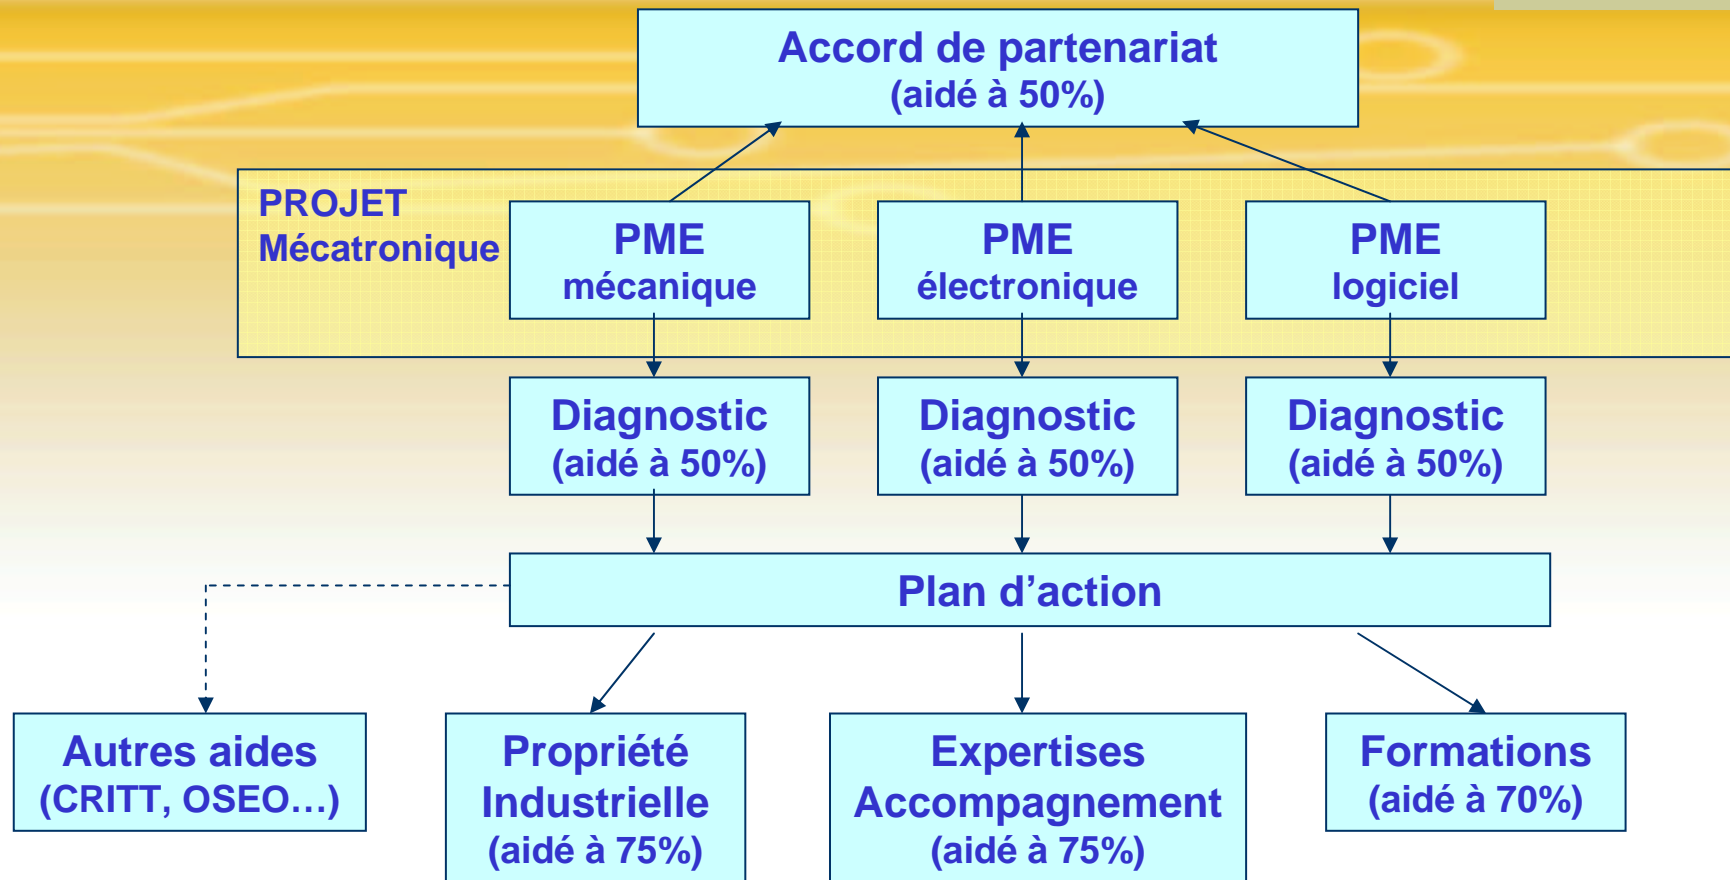 Accord de partenariat
(aidé à 50%)
PROJET
Mécatronique
PME
mécanique
PME
électronique
PME
logiciel
Diagnostic
(aidé à 50%)
Diagnostic
(aidé à 50%)
Diagnostic
(aidé à 50%)
Plan d’action
Autres aides
(CRITT, OSEO…)
Propriété
Industrielle
(aidé à 75%)
Expertises
Accompagnement
(aidé à 75%)
Formations
(aidé à 70%)